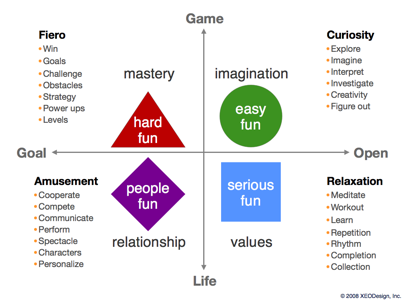 Game
Fiero
• Win
• Goals
• Challenge
• Obstacles
• Strategy
• Power ups
• Levels
mastery
imagination
Curiosity
• Explore
• Imagine
• Interpret
• Investigate
• Creativity
• Figure out
hard
fun
easy
fun
Goal
Open
Amusement
• Cooperate
• Compete
• Communicate
• Perform
• Spectacle
• Characters
• Personalize
people
fun
serious
fun
relationship
values
Relaxation
• Meditate
• Workout
• Learn
• Repetition
• Rhythm
• Completion
• Collection
Life
© 2008 XEODesign, Inc.